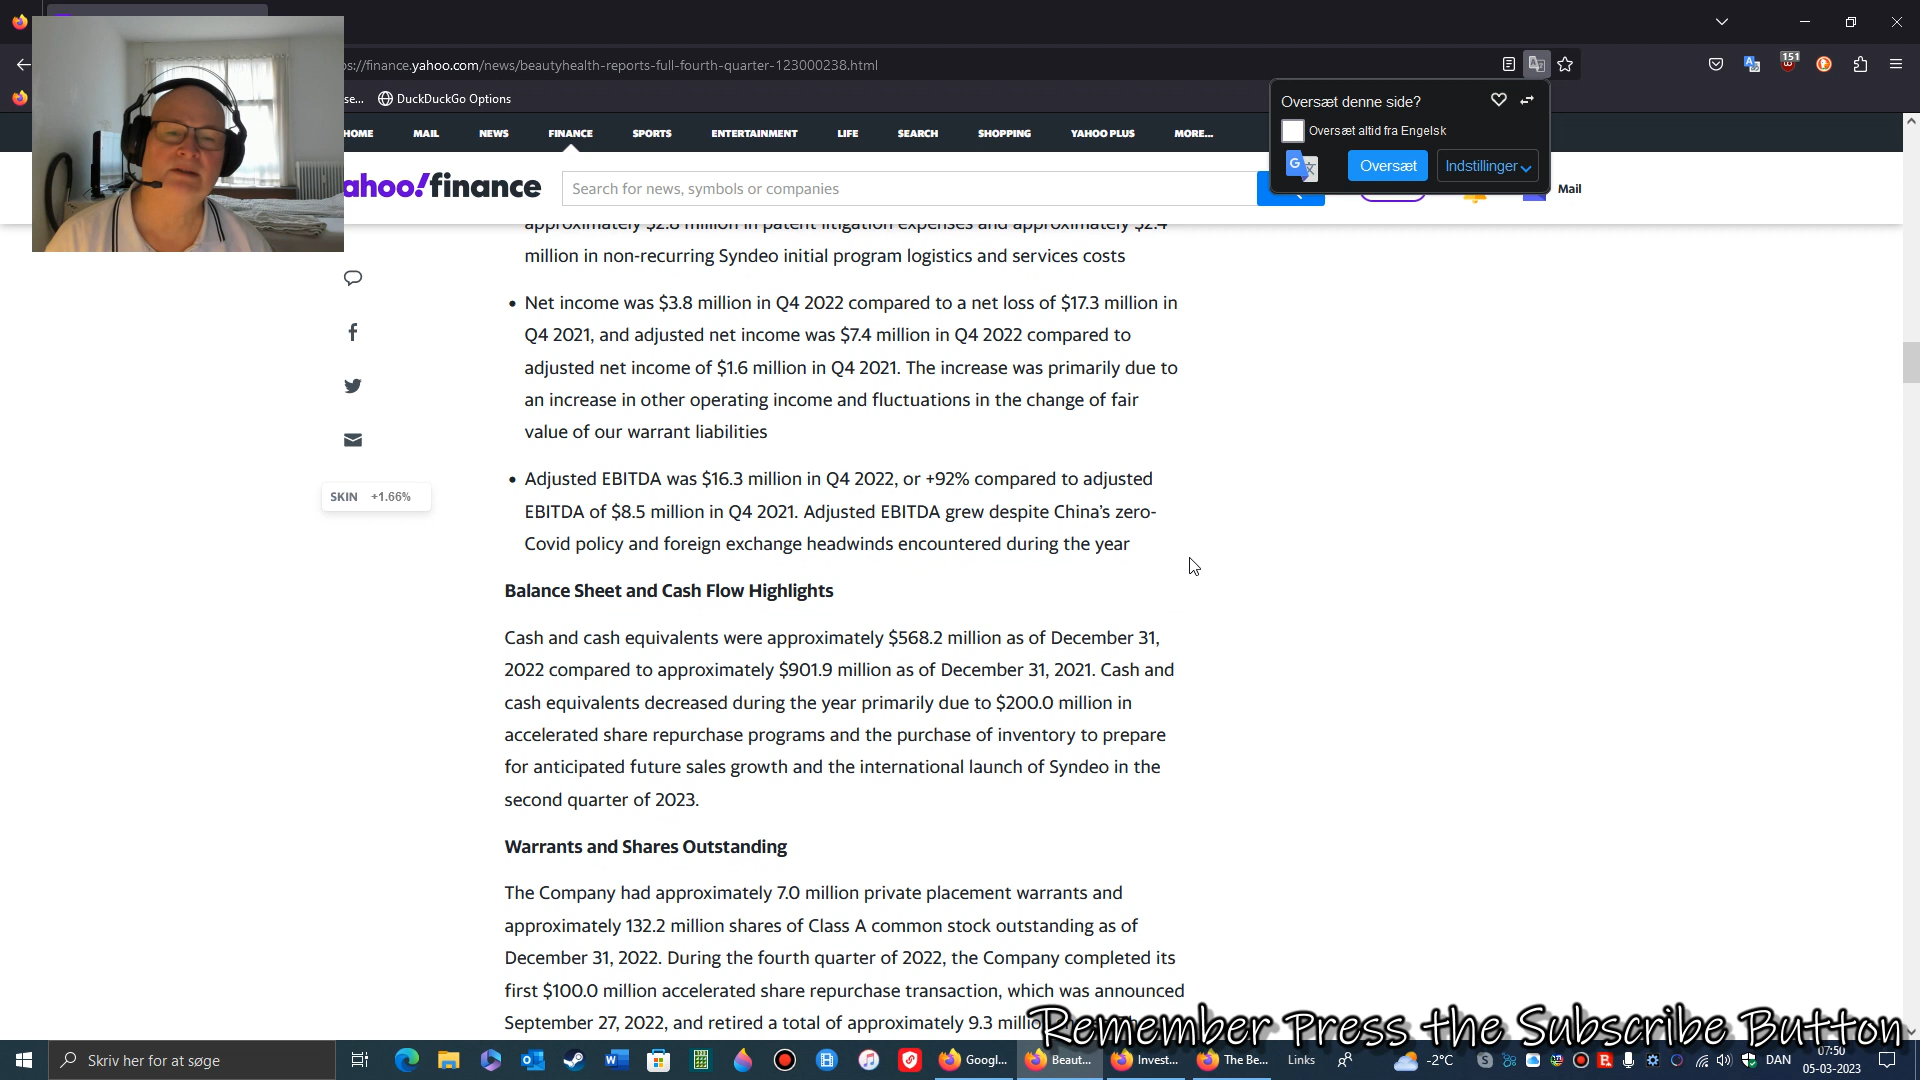 151
ps://finance.yahoo.com/news/beautyhealth-reports-full-fourth-quarter-123000238.html
se...
DuckDuckGo Options
Oversæt denne side?
Oversæt altid fra Engelsk
Oversæt
Indstillinger
HOME MAIL NEWS FINANCE SPORTS ENTERTAINMENT LIFE SEARCH SHOPPING YAHOO PLUS MORE...
ahoo!finance
Search for news, symbols or companies
Mail
approximately $2.8 million in patent litigation expenses and approximately $2.4
million in non-recurring Syndeo initial program logistics and services costs
• Net income was $3.8 million in Q4 2022 compared to a net loss of $17.3 million in
Q4 2021, and adjusted net income was $7.4 million in Q4 2022 compared to
adjusted net income of $1.6 million in Q4 2021. The increase was primarily due to
an increase in other operating income and fluctuations in the change of fair
value of our warrant liabilities
SKIN +1.66%
• Adjusted EBITDA was $16.3 million in Q4 2022, or +92% compared to adjusted
EBITDA of $8.5 million in Q4 2021. Adjusted EBITDA grew despite China's zero-
Covid policy and foreign exchange headwinds encountered during the year
Balance Sheet and Cash Flow Highlights
Cash and cash equivalents were approximately $568.2 million as of December 31,
2022 compared to approximately $901.9 million as of December 31, 2021. Cash and
cash equivalents decreased during the year primarily due to $200.0 million in
accelerated share repurchase programs and the purchase of inventory to prepare
for anticipated future sales growth and the international launch of Syndeo in the
second quarter of 2023.
Warrants and Shares Outstanding
The Company had approximately 7.0 million private placement warrants and
approximately 132.2 million shares of Class A common stock outstanding as of
December 31, 2022. During the fourth quarter of 2022, the Company completed its
first $100.0 million accelerated share repurchase transaction, which was announced
September 27, 2022, and retired a total of approximately 9.3
Remember Press the Subscribe Button
Skriv her for at søge
Googl...
Beaut...
Invest...
The Be...
Links
-2°C
DAN
07:50
05-03-2023